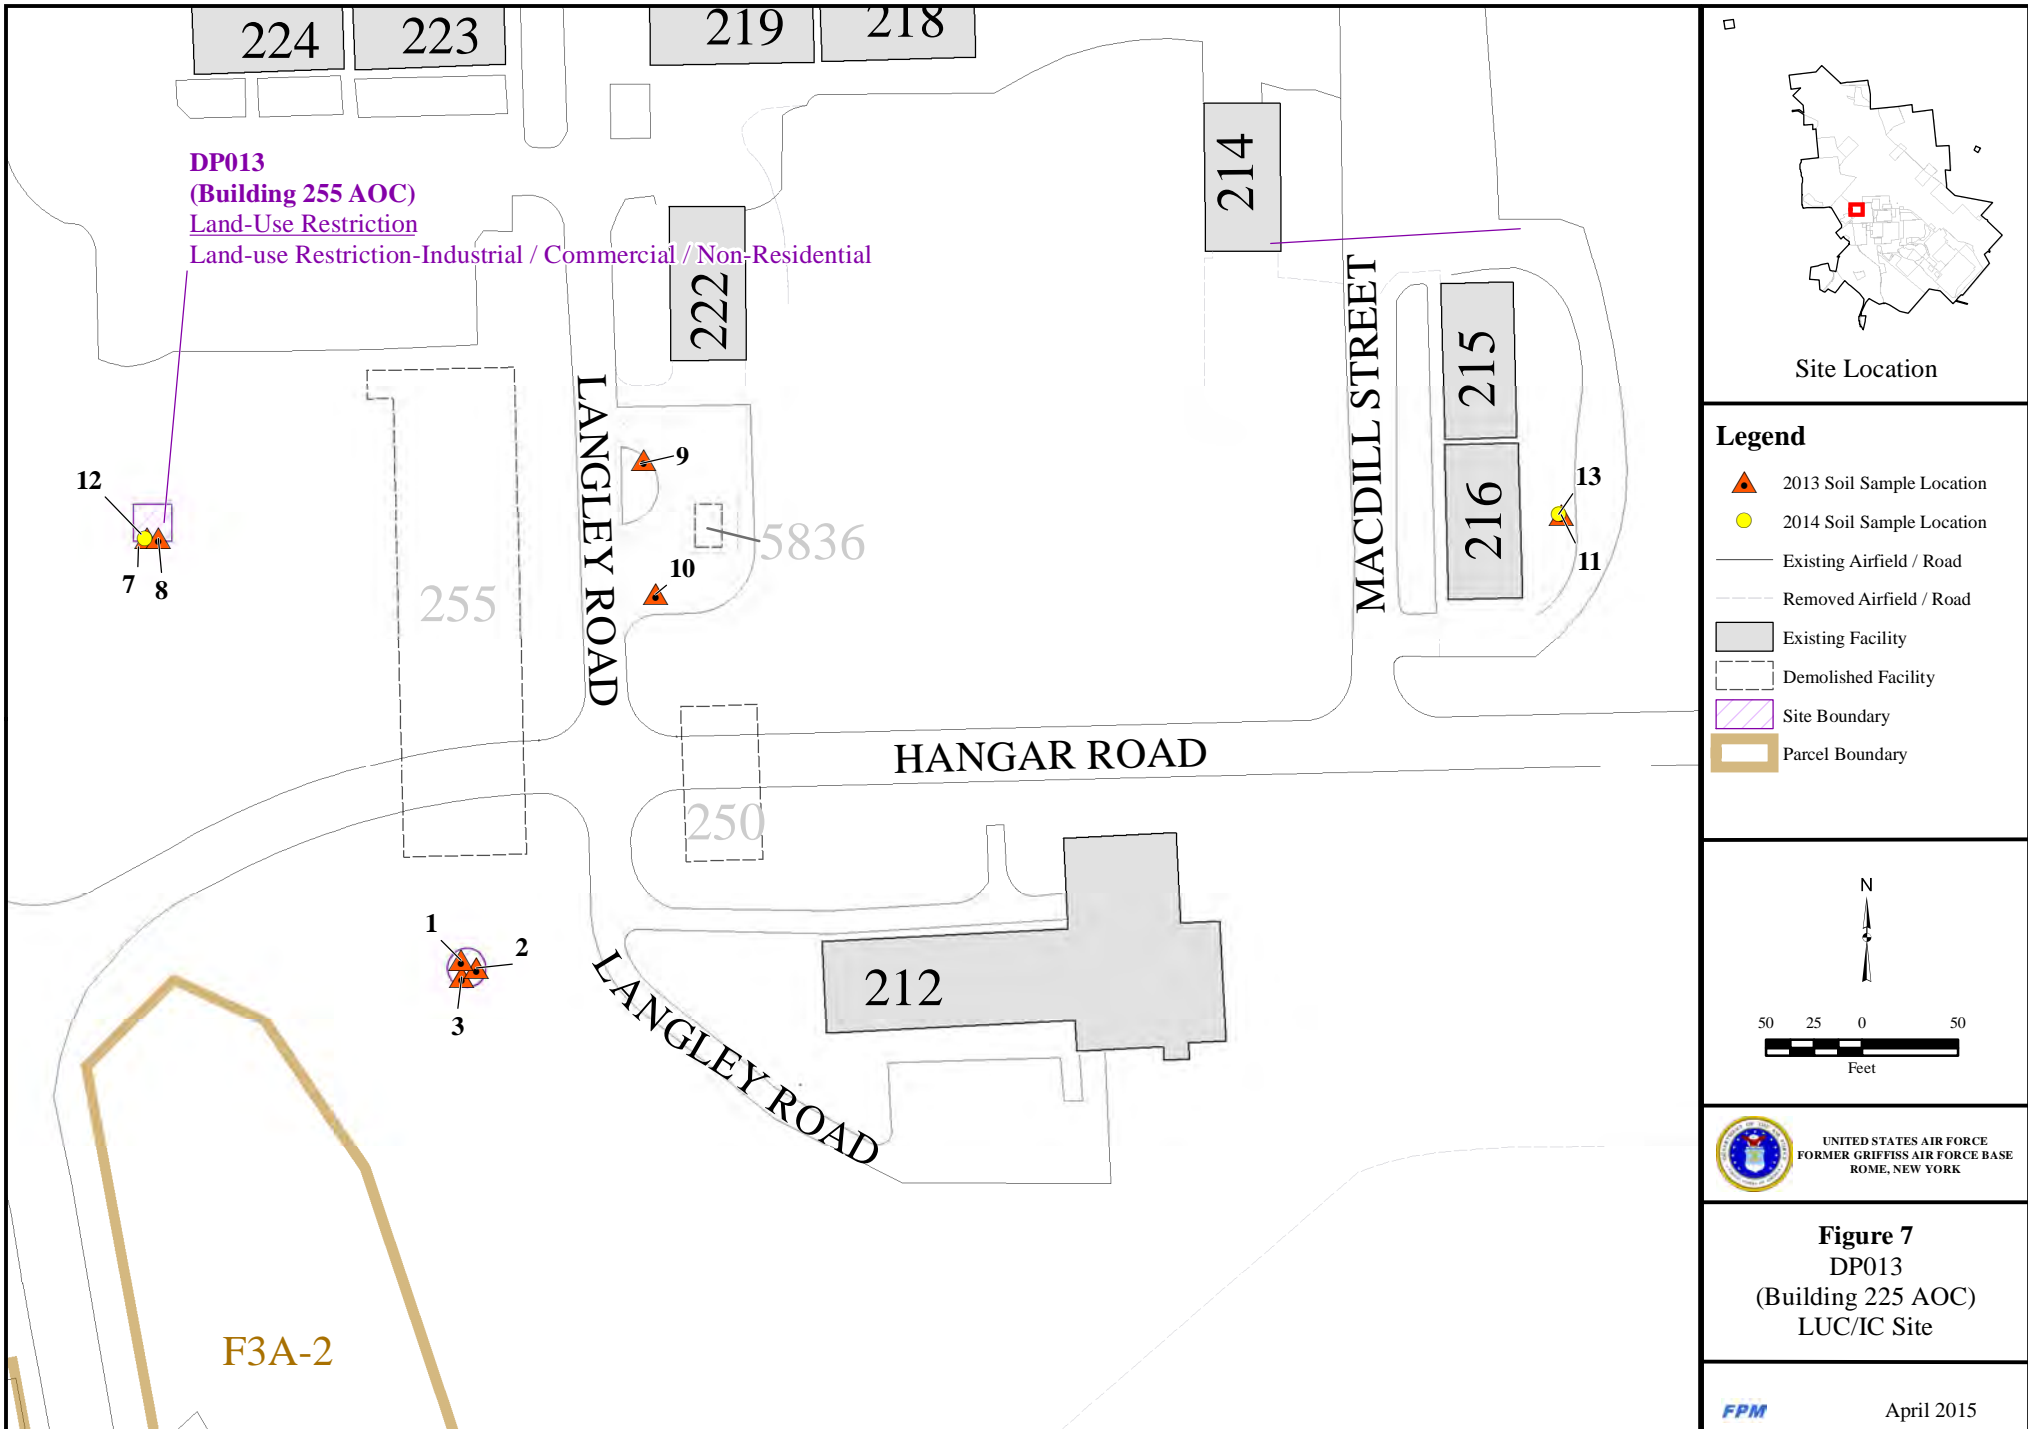 224
223
219
218
DP013
(Building 255 AOC)
Land-Use Restriction
Land-use Restriction-Industrial / Commercial / Non-Residential
214
222
215
216
LANGLEY ROAD
MACDILL STREET
9
12
7
8
10
13
11
5836
255
HANGAR ROAD
250
1
2
3
212
LANGLEY ROAD
F3A-2
Site Location
Legend
2013 Soil Sample Location
2014 Soil Sample Location
Existing Airfield / Road
Removed Airfield / Road
Existing Facility
Demolished Facility
Site Boundary
Parcel Boundary
N
50 25 0 50
Feet
UNITED STATES AIR FORCE
FORMER GRIFFISS AIR FORCE BASE
ROME, NEW YORK
Figure 7
DP013
(Building 225 AOC)
LUC/IC Site
FPM
April 2015